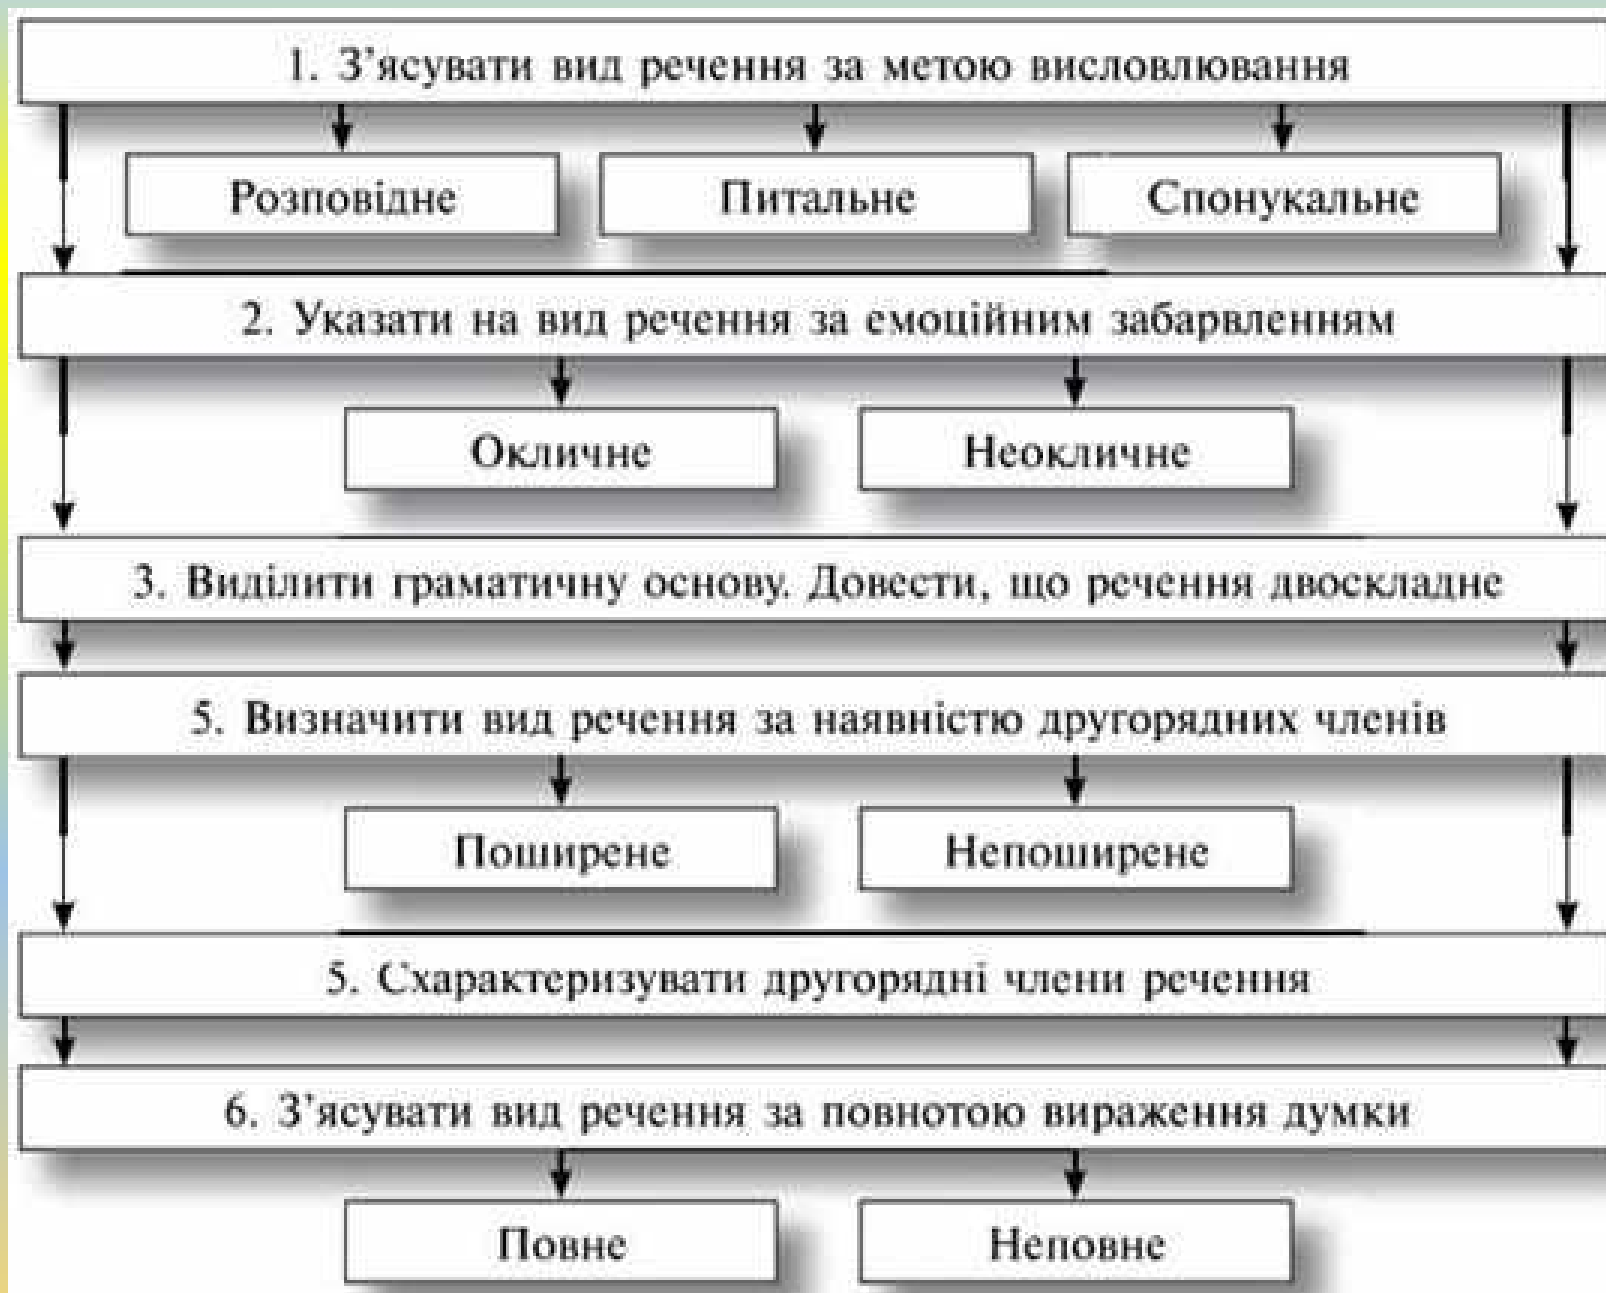 1. З’ясувати вид речення за метою висловлювання
Розповідне
Питальне
Спонукальне
2. Указати на вид речення за емоційним забарвленням
Окличне
Неокличне
3. Виділити граматичну основу. Довести, що речення двоскладне
5. Визначити вид речення за наявністю другорядних членів
Поширене
Непоширене
5. Схарактеризувати другорядні члени речення
6. З’ясувати вид речення за повнотою вираження думки
Повне
Неповне